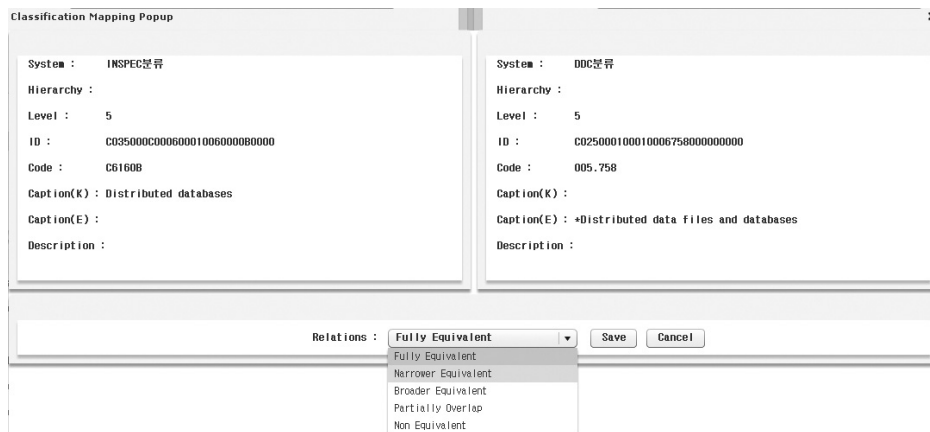 Classification Mapping Popup
System : INSPEC분류
Hierarchy :
Level : 5
ID : C035000C000600010060000B0000
Code : C6160B
Caption(K) : Distributed databases
Caption(E) :
Description :
System : DDC분류
Hierarchy :
Level : 5
ID : C0250001000100067580000000000
Code : 005.758
Caption(K) :
Caption(E) : *Distributed data files and databases
Description :
Relations : Fully Equivalent Save Cancel
Fully Equivalent
Narrower Equivalent
Broader Equivalent
Partially Overlap
Non Equivalent